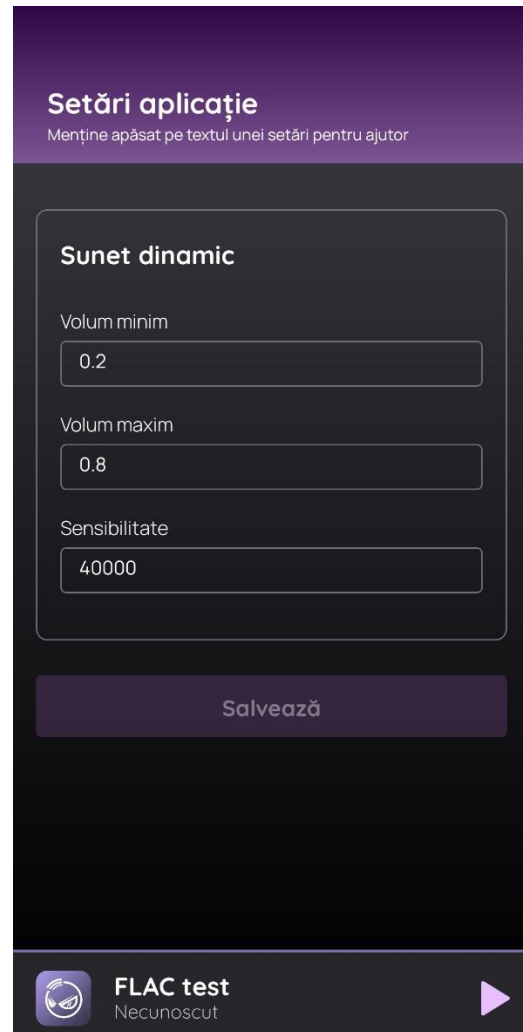 Setări aplicație
Menține apăsat pe textul unei setări pentru ajutor
Sunet dinamic
Volum minim
0.2
Volum maxim
0.8
Sensibilitate
40000
Salvează
FLAC test
Necunoscut